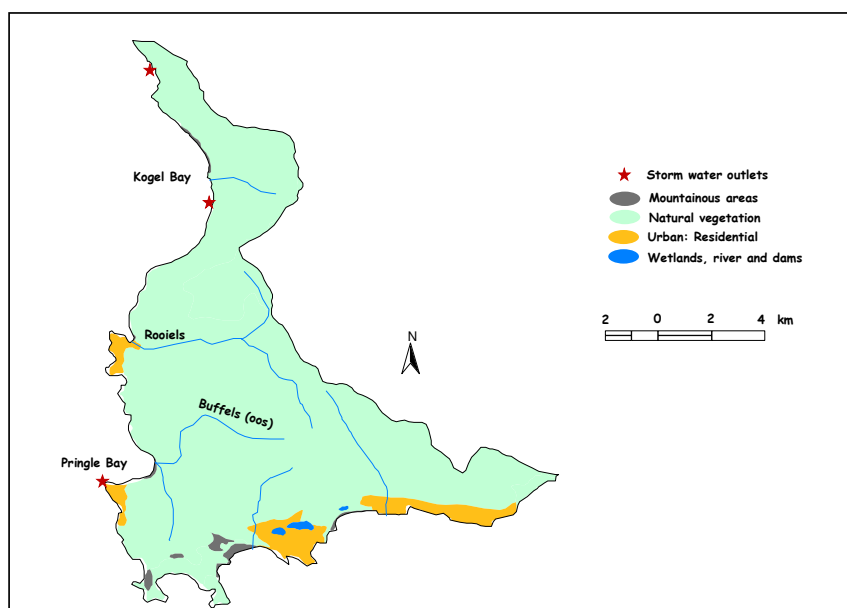 Kogel Bay
Storm water outlets
Mountainous areas
Natural vegetation
Urban: Residential
Wetlands, river and dams
2 0 2 4 km
N
Rooiels
Buffels (oos)
Pringle Bay